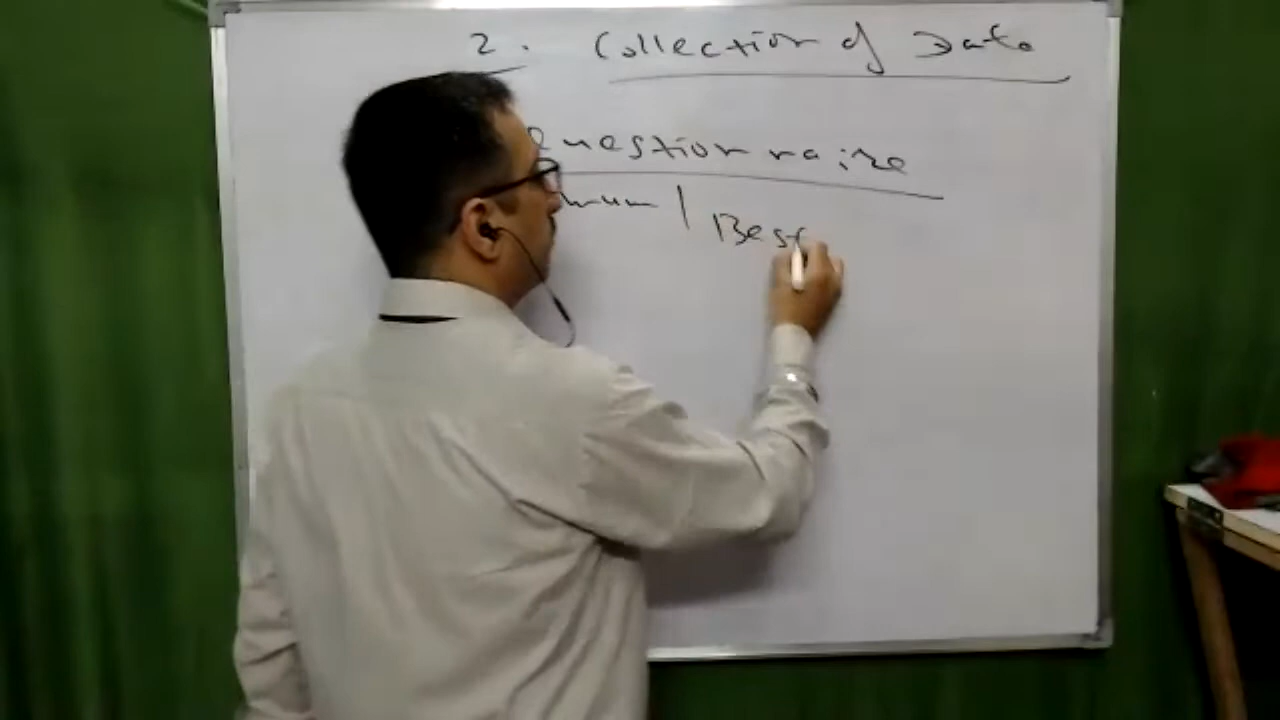 2. Collection of Data
Questionnaire
| Best